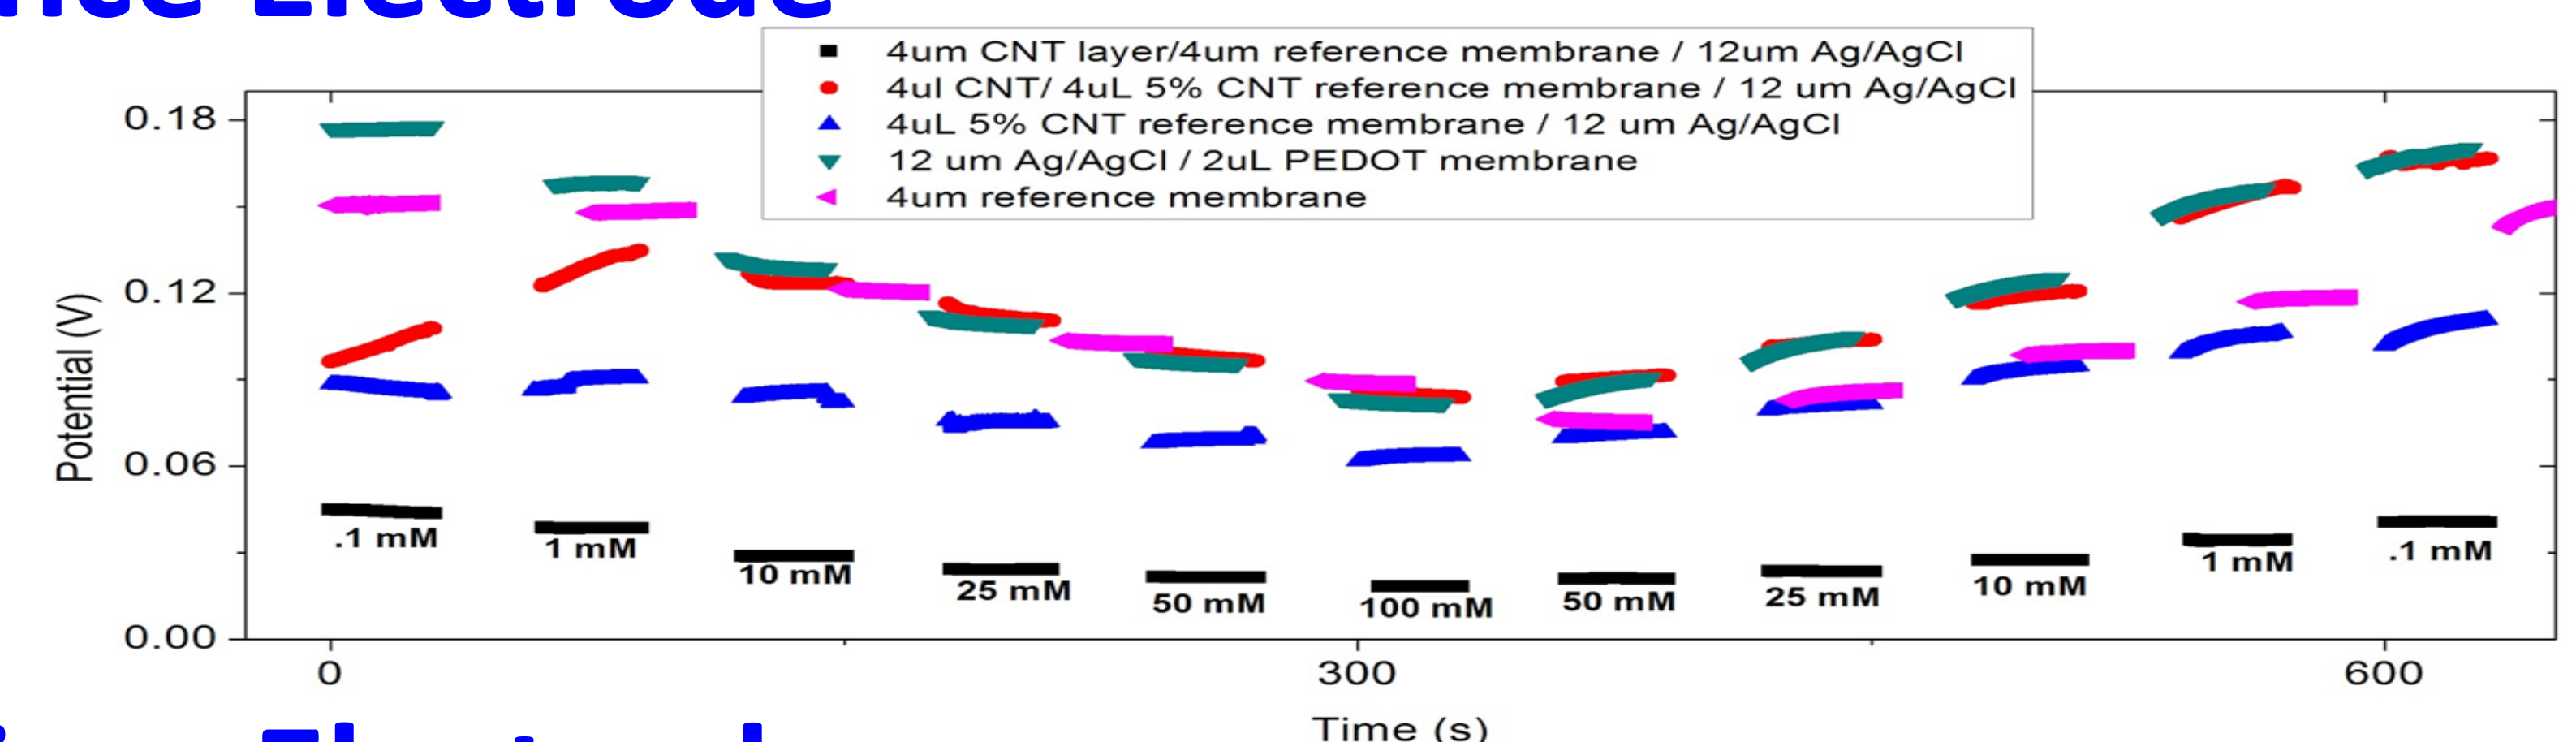 4um CNT layer/4um reference membrane / 12um Ag/AgCl
4ul CNT/ 4uL 5% CNT reference membrane / 12 um Ag/AgCl
4uL 5% CNT reference membrane / 12 um Ag/AgCl
12 um Ag/AgCl / 2uL PEDOT membrane
4um reference membrane
0.18
0.12
0.06
0.00
Potential (V)
.1 mM
1 mM
10 mM
25 mM
50 mM
100 mM
50 mM
25 mM
10 mM
1 mM
.1 mM
0
300
600
Time (s)